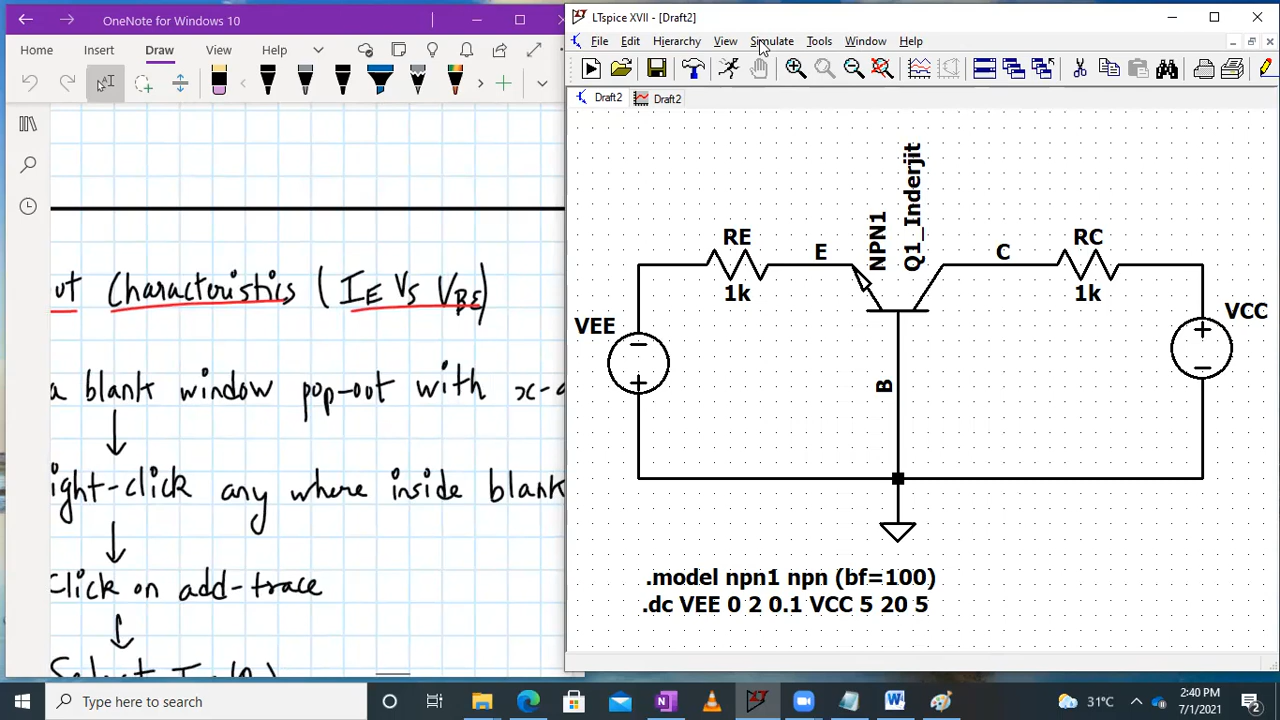 OneNote for Windows 10
Home Insert Draw View Help
ut Characteristics ( IE Vs VBE)
a blank window pop-out with x-a
ight-click any where inside blank
Click on add-trace
LTspice XVII - [Draft2]
File Edit Hierarchy View Simulate Tools Window Help
Draft2 Draft2
RE
1k
E
NPN1
Q1_Inderjit
C
RC
1k
VEE
VCC
B
.model npn1 npn (bf=100)
.dc VEE 0 2 0.1 VCC 5 20 5
Type here to search
31°C
2:40 PM
7/1/2021
2